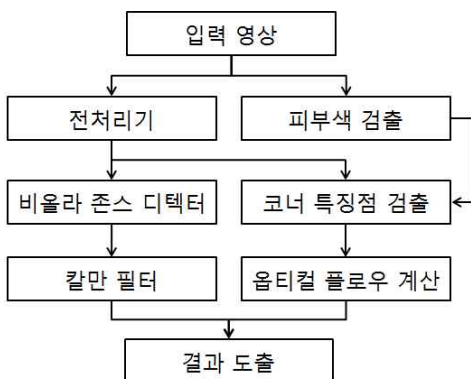 입력 영상
전처리기
피부색 검출
비올라 존스 디텍터
코너 특징점 검출
칼만 필터
옵티컬 플로우 계산
결과 도출